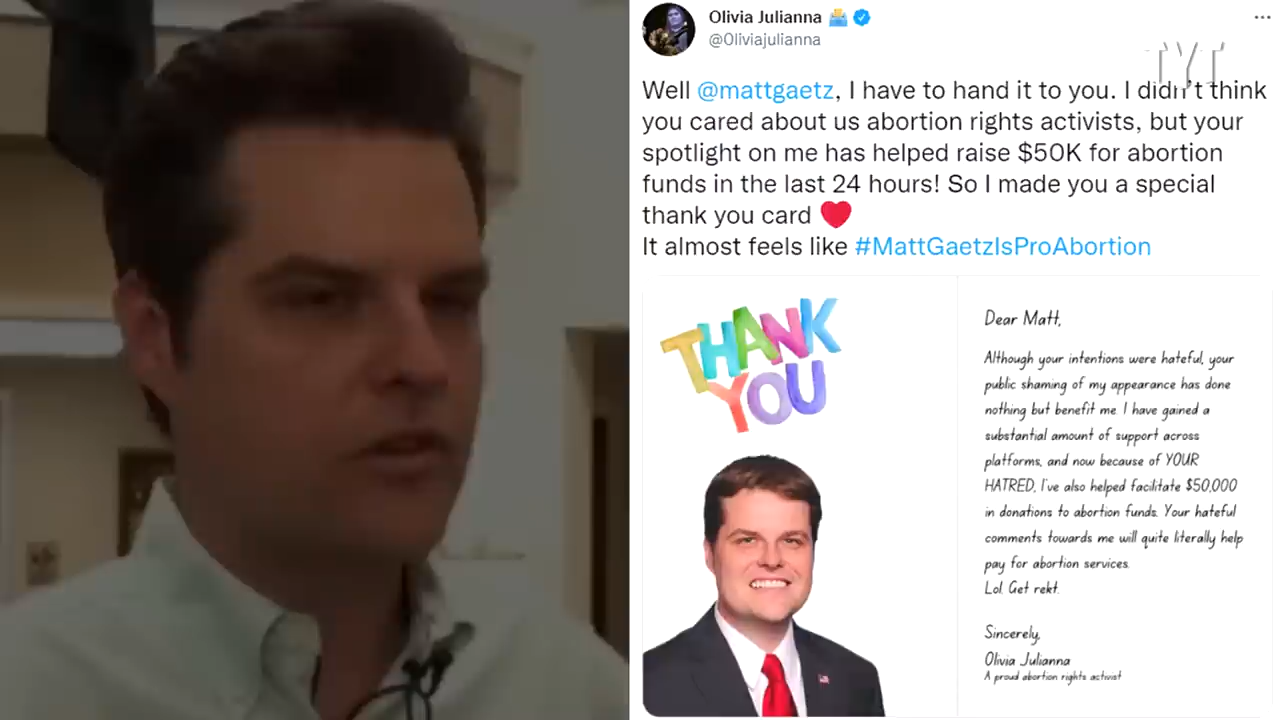 Olivia Julianna
@Oliviajulianna
TYT
Well @mattgaetz, I have to hand it to you. I didn't think
you cared about us abortion rights activists, but your
spotlight on me has helped raise $50K for abortion
funds in the last 24 hours! So I made you a special
thank you card ❤️
It almost feels like #MattGaetzIsProAbortion
THANK
YOU
Dear Matt,
Although your intentions were hateful, your
public shaming of my appearance has done
nothing but benefit me. I have gained a
substantial amount of support across
platforms, and now because of YOUR
HATRED, I've also helped facilitate $50,000
in donations to abortion funds. Your hateful
comments towards me will quite literally help
pay for abortion services.
Lol. Get rekt.
Sincerely,
Olivia Julianna
A proud abortion rights activist